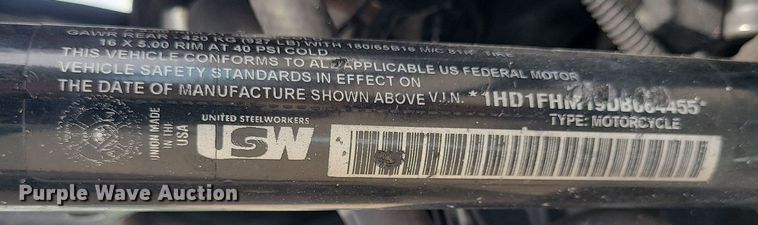 GAWR REAR - 420 KG (927 LB) WITH 180/65B16 M/C 81H TIRE
16 X 5.00 RIM AT 40 PSI COLD
THIS VEHICLE CONFORMS TO ALL APPLICABLE US FEDERAL MOTOR
VEHICLE SAFETY STANDARDS IN EFFECT ON
THE DATE OF MANUFACTURE SHOWN ABOVE V.I.N.
TYPE: MOTORCYCLE
UNION MADE
IN THE
USA
UNITED STEELWORKERS
USW
Purple Wave Auction